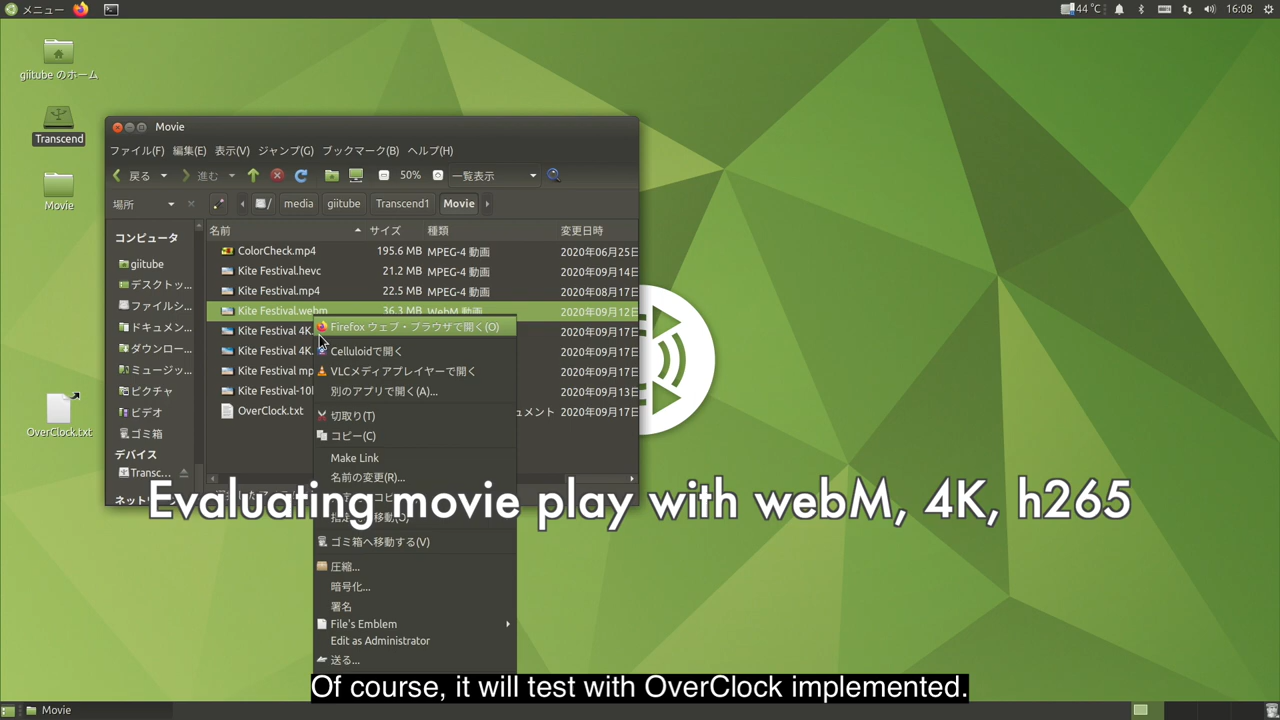 メニュー
44 ℃
16:08
giitube のホーム
Transcend
Movie
OverClock.txt
Movie
ファイル(F) 編集(E) 表示(V) ジャンプ(G) ブックマーク(B) ヘルプ(H)
戻る 進む 50% 一覧表示
場所 / media giitube Transcend1 Movie
コンピュータ
giitube
デスクトッ...
ファイルシ...
ドキュメン...
ダウンロー...
ミュージッ...
ピクチャ
ビデオ
ゴミ箱
デバイス
Transc...
名前 サイズ 種類 変更日時
ColorCheck.mp4 195.6 MB MPEG-4 動画 2020年06月25日
Kite Festival.hevc 21.2 MB MPEG-4 動画 2020年09月14日
Kite Festival.mp4 22.5 MB MPEG-4 動画 2020年08月17日
Kite Festival.webm 36.3 MB WebM 動画 2020年09月12日
Kite Festival 4K 2020年09月17日
Kite Festival 4K. 2020年09月17日
Kite Festival mp 2020年09月17日
Kite Festival-10 2020年09月13日
OverClock.txt ュメント 2020年09月17日
Firefox ウェブ・ブラウザで開く(O)
Celluloidで開く
VLCメディアプレイヤーで開く
別のアプリで開く(A)...
切取り(T)
コピー(C)
Make Link
名前の変更(R)...
Evaluating movie play with webM, 4K, h265
ゴミ箱へ移動する(V)
圧縮...
暗号化...
署名
File's Emblem
Edit as Administrator
送る...
Of course, it will test with OverClock implemented.
Movie